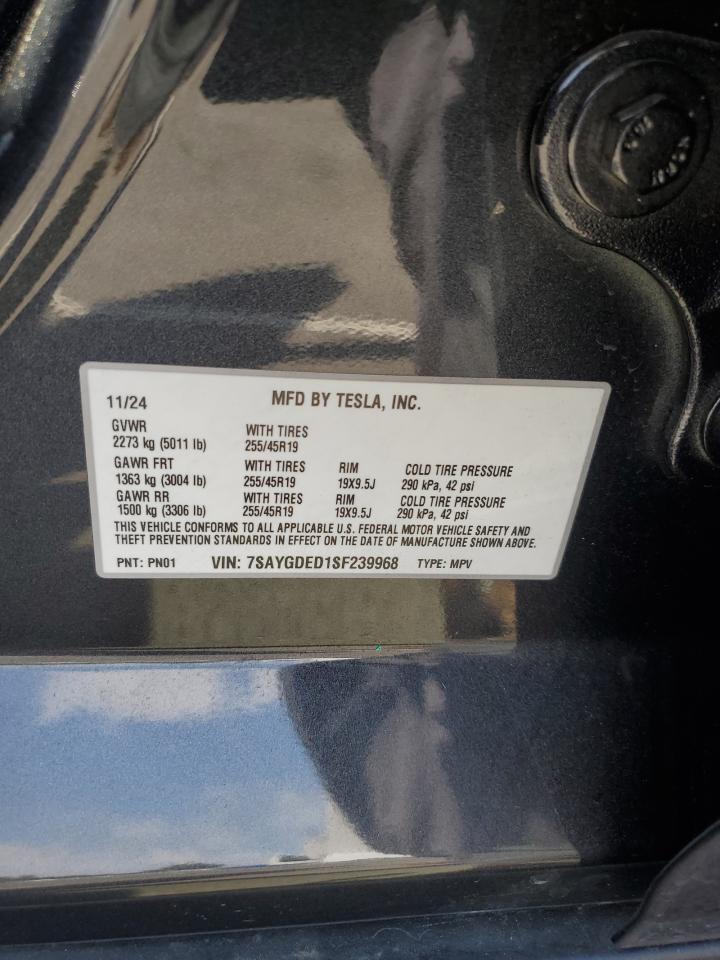 11/24 MFD BY TESLA, INC.
GVWR WITH TIRES
2273 kg (5011 lb) 255/45R19
GAWR FRT WITH TIRES RIM COLD TIRE PRESSURE
1363 kg (3004 lb) 255/45R19 19X9.5J 290 kPa, 42 psi
GAWR RR WITH TIRES RIM COLD TIRE PRESSURE
1500 kg (3306 lb) 255/45R19 19X9.5J 290 kPa, 42 psi
THIS VEHICLE CONFORMS TO ALL APPLICABLE U.S. FEDERAL MOTOR VEHICLE SAFETY AND
THEFT PREVENTION STANDARDS IN EFFECT ON THE DATE OF MANUFACTURE SHOWN ABOVE.
PNT: PN01 VIN: 7SAYGDED1SF239968 TYPE: MPV